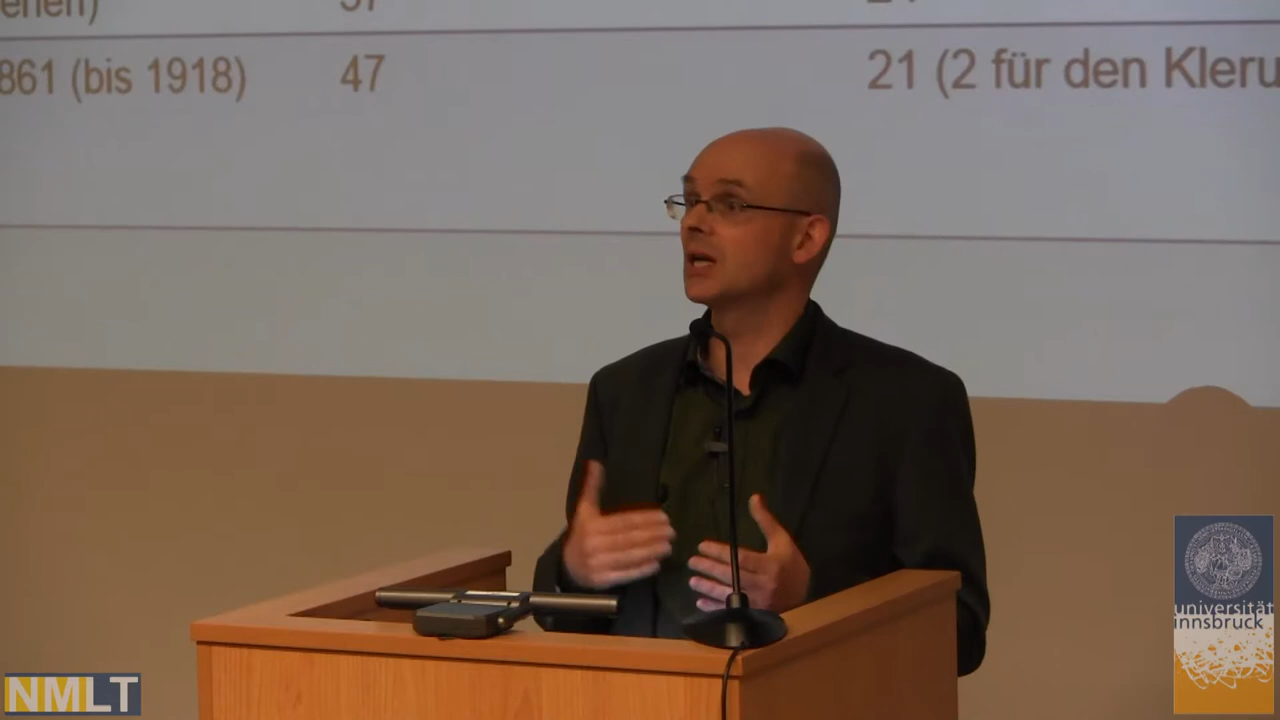 861 (bis 1918) 47 21 (2 für den Kleru
universität
innsbruck
NMLT